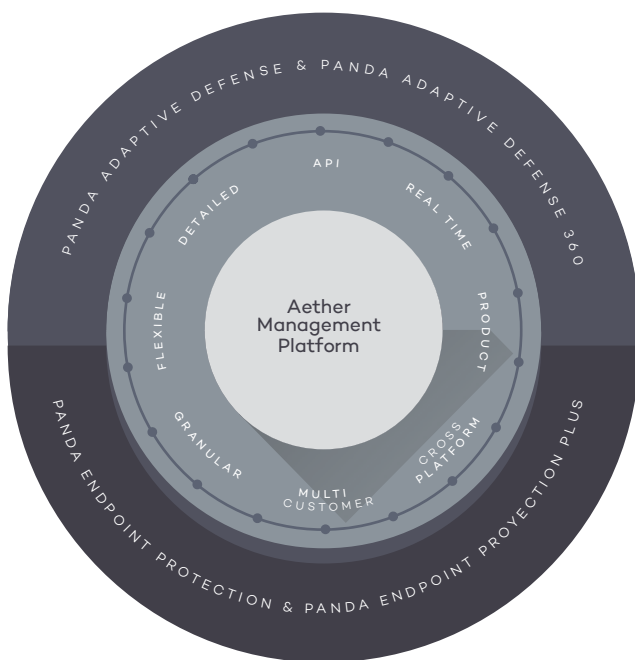 PANDA ADAPTIVE DEFENSE & PANDA ADAPTIVE DEFENSE 360
API
REAL TIME
PRODUCT
CROSS
PLATFORM
MULTI
CUSTOMER
GRANULAR
FLEXIBLE
DETAILED
Aether
Management
Platform
PANDA ENDPOINT PROTECTION & PANDA ENDPOINT PROYECTION PLUS